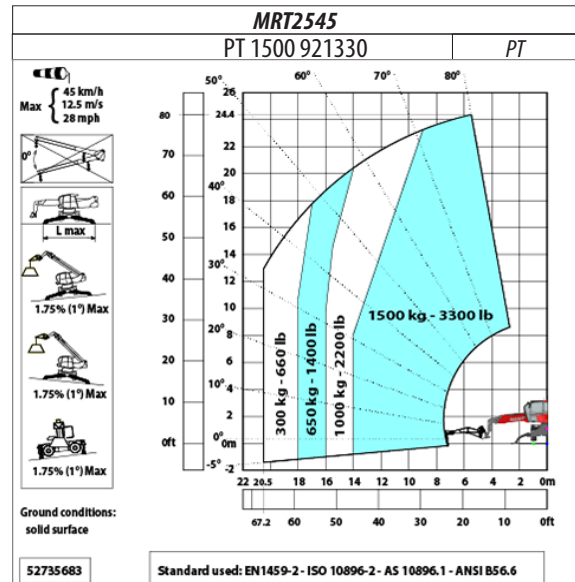 MRT2545
PT 1500 921330
PT
Max
45 km/h
12.5 m/s
28 mph
0°
L max
1.75% (1°) Max
1.75% (1°) Max
1.75% (1°) Max
Ground conditions:
solid surface
52735683
50° 60° 70° 80°
40°
30°
20°
10°
0°
-5°
80
70
60
50
40
30
20
10
0ft
26
24.4
22
20
18
16
14
12
10
8
6
4
2
0m
-2
300 kg - 660 lb
650 kg - 1400 lb
1000 kg - 2200 lb
1500 kg - 3300 lb
22 20.5 18 16 14 12 10 8 6 4 2 0m
67.2 60 50 40 30 20 10 0ft
Standard used: EN1459-2 - ISO 10896-2 - AS 10896.1 - ANSI B56.6